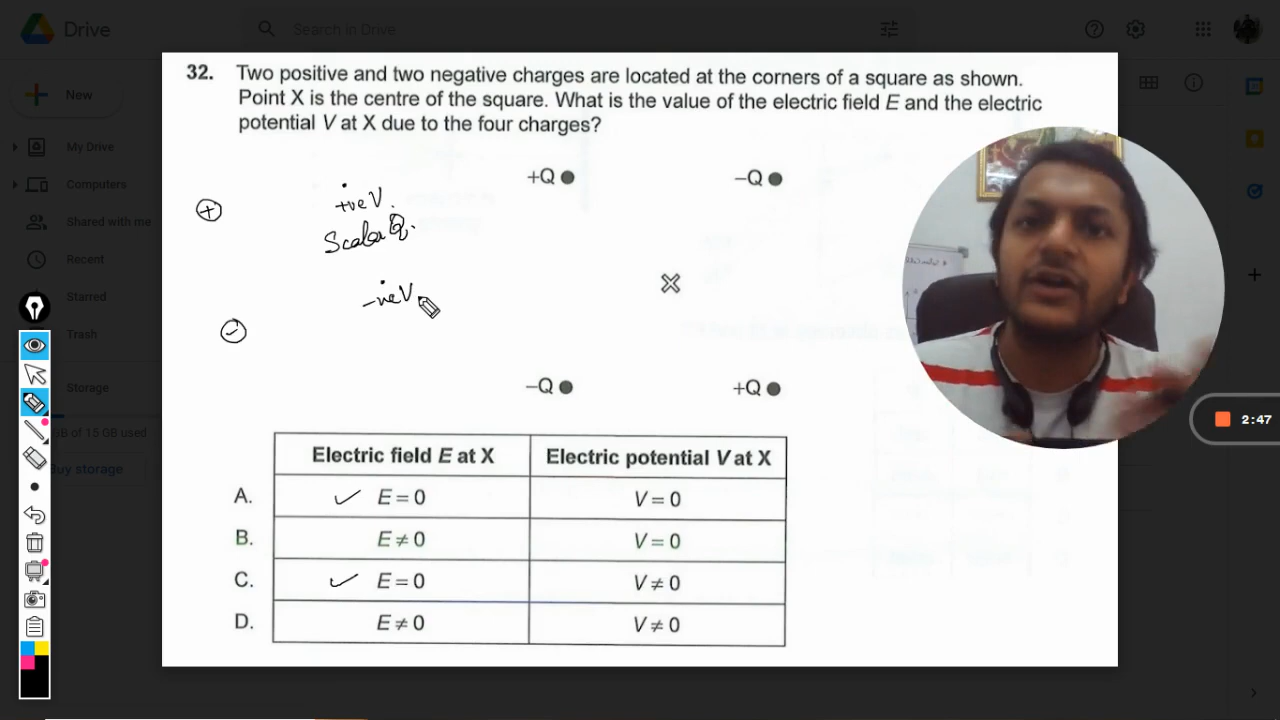 Drive
Search in Drive
New
My Drive
Computers
Shared with me
Recent
Starred
Trash
Storage
GB of 15 GB used
Buy storage
32. Two positive and two negative charges are located at the corners of a square as shown.
Point X is the centre of the square. What is the value of the electric field E and the electric
potential V at X due to the four charges?
+Q
−Q
+
+ve V.
Scalar Q.
X
−ve V
−
−Q
+Q
Electric field E at X
Electric potential V at X
A. E = 0 V = 0
B. E ≠ 0 V = 0
C. E = 0 V ≠ 0
D. E ≠ 0 V ≠ 0
2:47